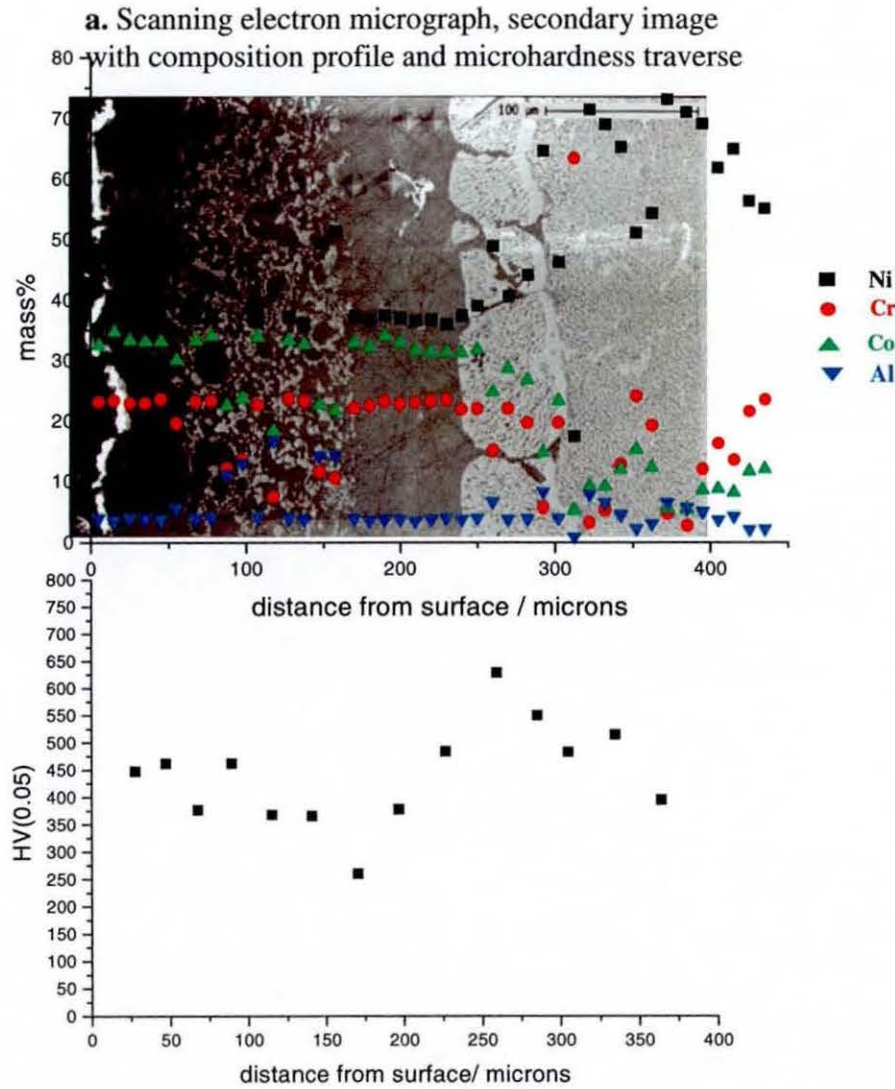 a. Scanning electron micrograph, secondary image
with composition profile and microhardness traverse
80
70
60
50
40
30
20
10
0
mass%
100 µm
0 100 200 300 400
distance from surface / microns
Ni
Cr
Co
Al
800
750
700
650
600
550
500
450
400
350
300
250
200
150
100
50
0
HV(0.05)
0 50 100 150 200 250 300 350 400
distance from surface/ microns